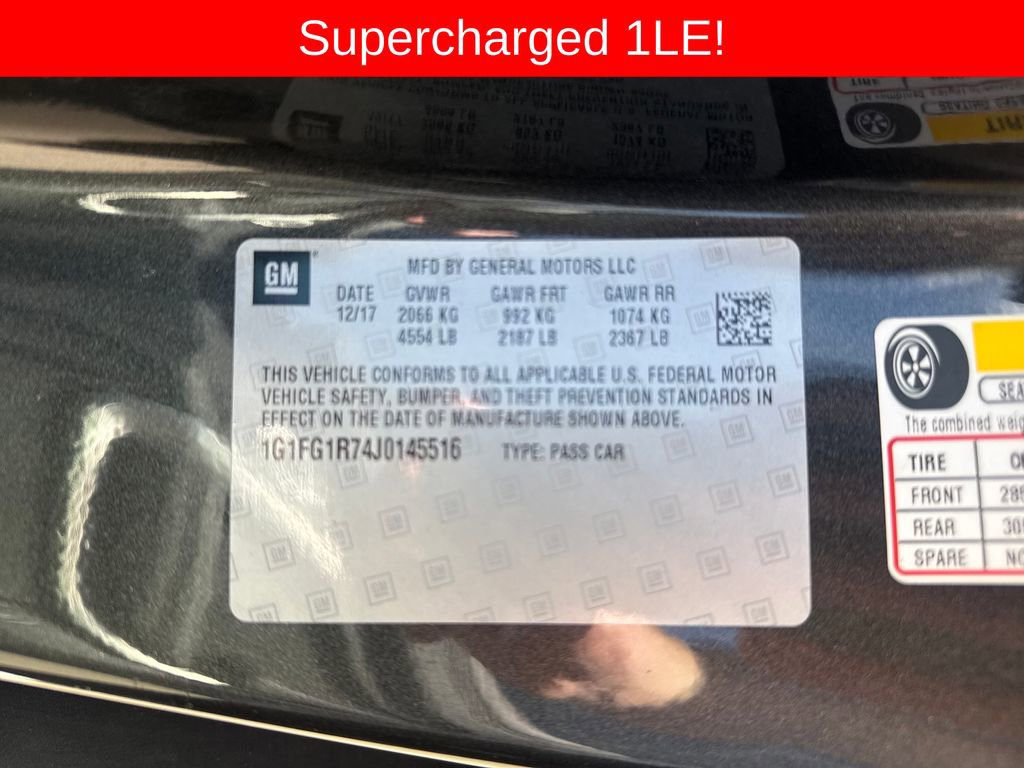 Supercharged 1LE!
GM
MFD BY GENERAL MOTORS LLC
DATE GVWR GAWR FRT GAWR RR
12/17 2066 KG 992 KG 1074 KG
4554 LB 2187 LB 2367 LB
THIS VEHICLE CONFORMS TO ALL APPLICABLE U.S. FEDERAL MOTOR
VEHICLE SAFETY, BUMPER, AND THEFT PREVENTION STANDARDS IN
EFFECT ON THE DATE OF MANUFACTURE SHOWN ABOVE.
1G1FG1R74J0145516 TYPE: PASS CAR
The combined
TIRE
FRONT
REAR
SPARE